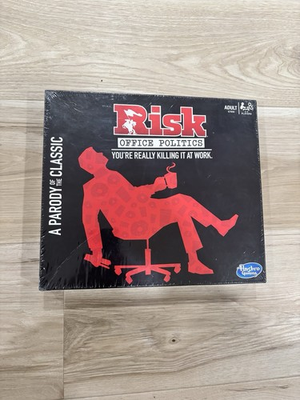 Risk
OFFICE POLITICS
YOU'RE REALLY KILLING IT AT WORK.
ADULT
A PARODY OF THE CLASSIC
Hasbro
Gaming